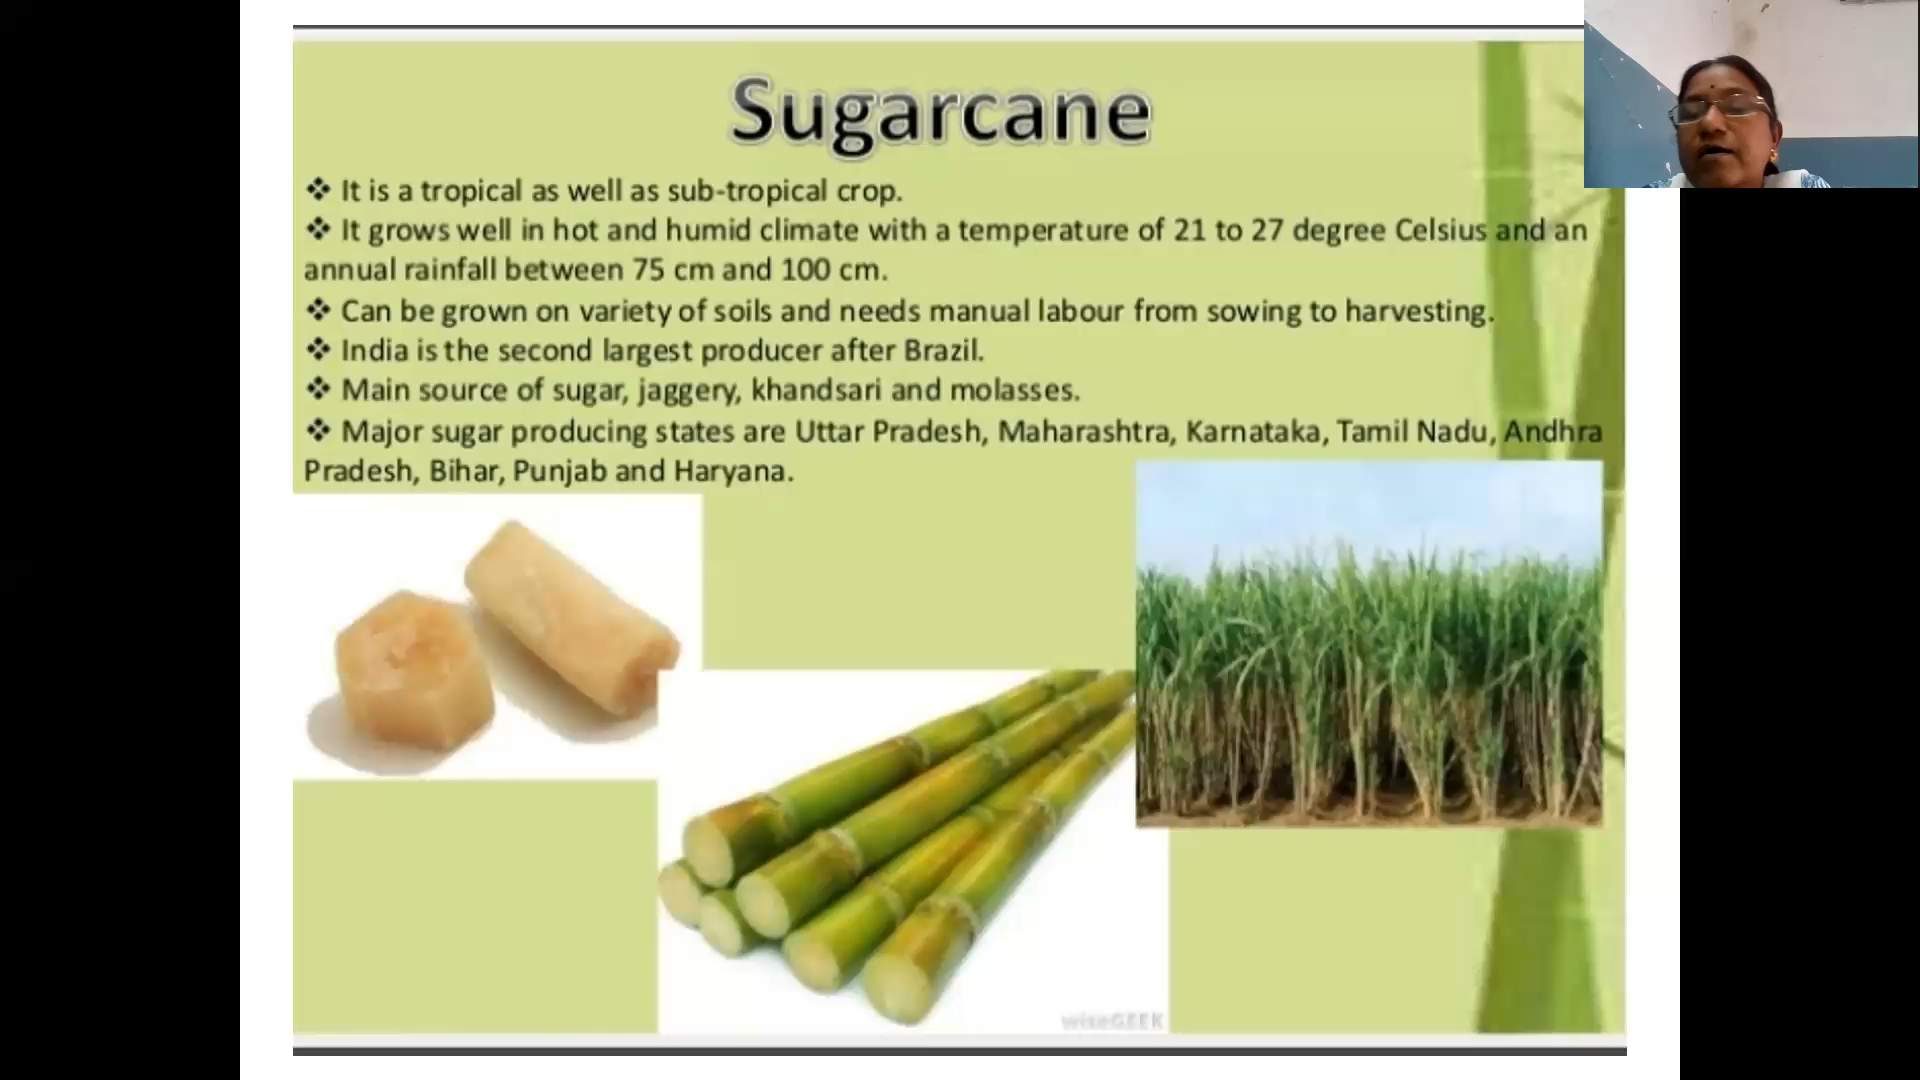 Sugarcane
❖ It is a tropical as well as sub-tropical crop.
❖ It grows well in hot and humid climate with a temperature of 21 to 27 degree Celsius and an
annual rainfall between 75 cm and 100 cm.
❖ Can be grown on variety of soils and needs manual labour from sowing to harvesting.
❖ India is the second largest producer after Brazil.
❖ Main source of sugar, jaggery, khandsari and molasses.
❖ Major sugar producing states are Uttar Pradesh, Maharashtra, Karnataka, Tamil Nadu, Andhra
Pradesh, Bihar, Punjab and Haryana.
wiseGEEK